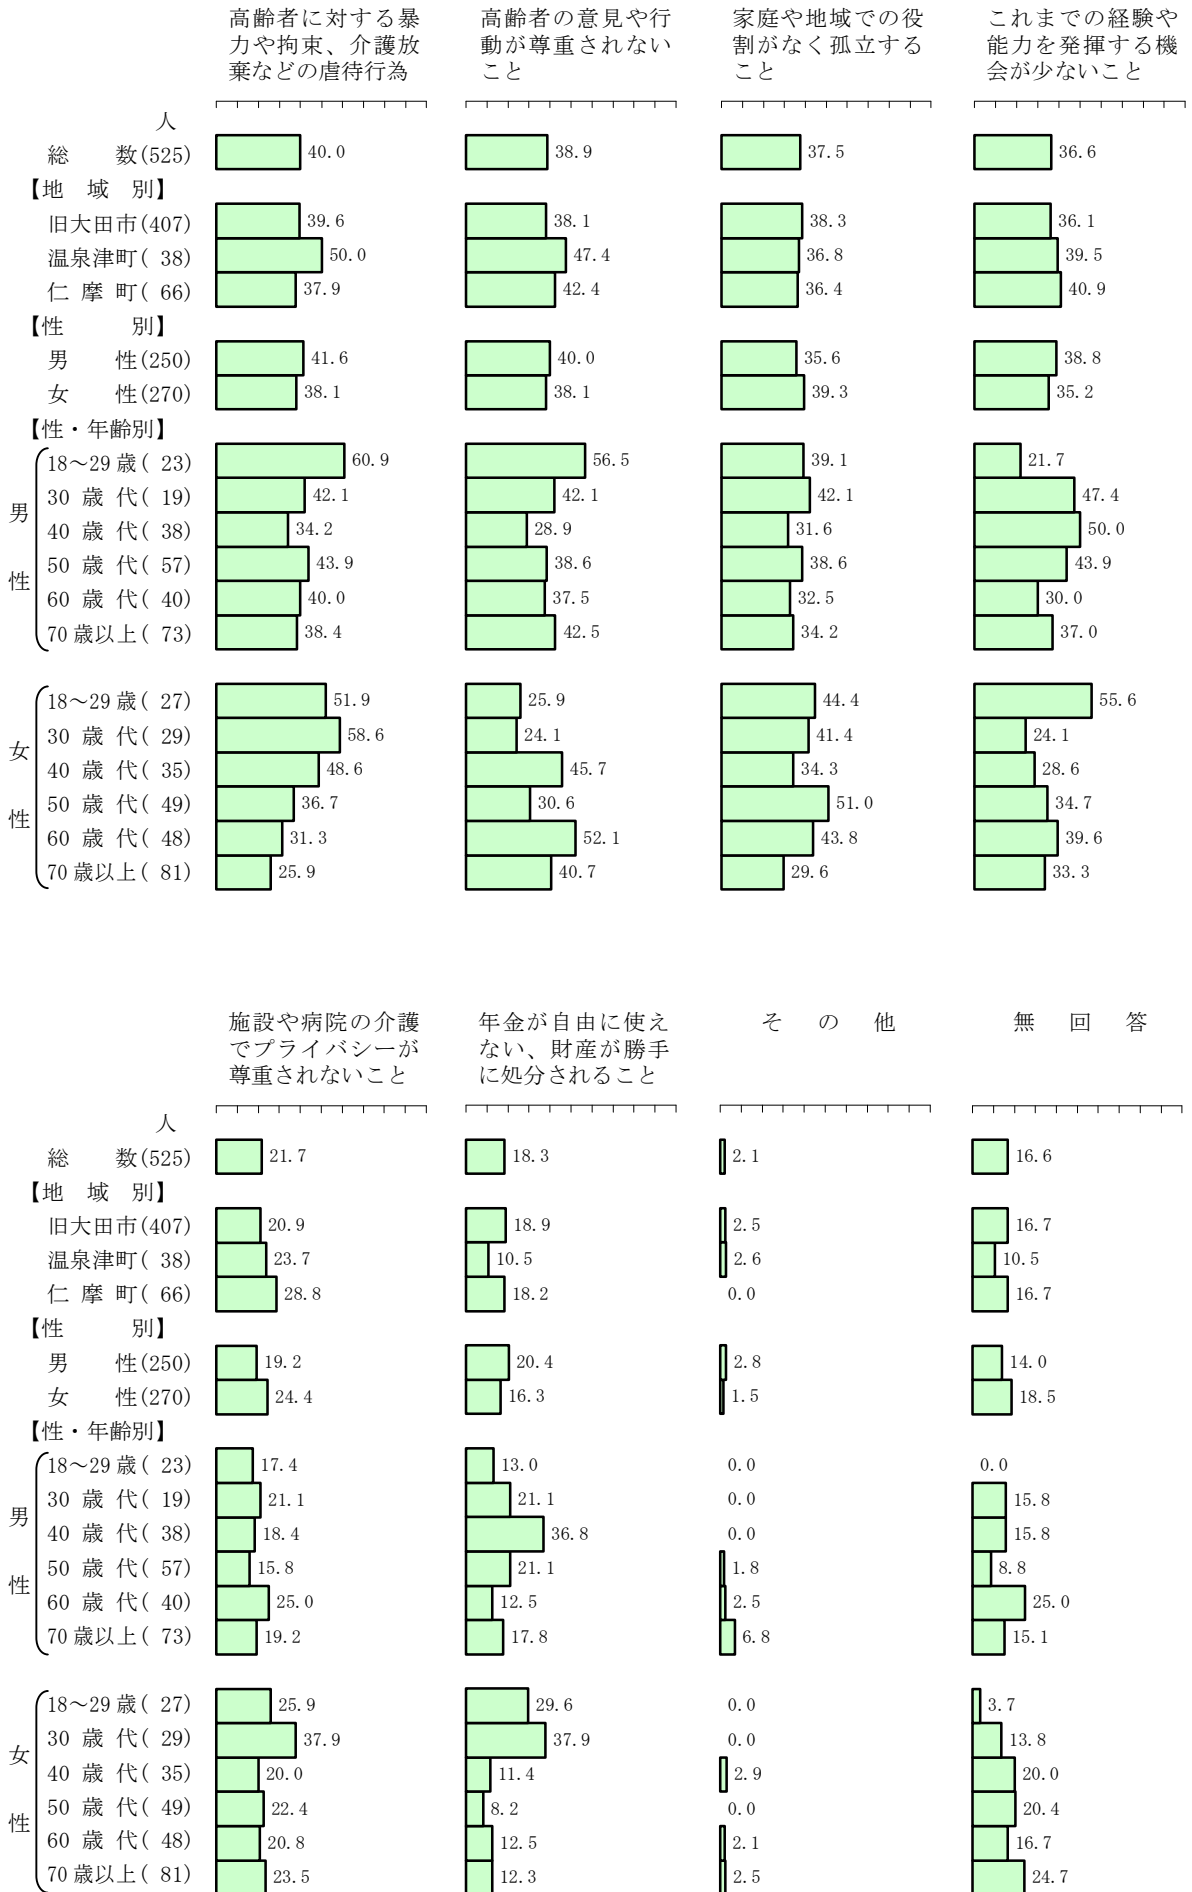 高齢者に対する暴 高齢者の意見や行 家庭や地域での役 これまでの経験や
力や拘束、介護放 動が尊重されない 割がなく孤立する 能力を発揮する機
棄などの虐待行為 こと こと 会が少ないこと
人
総 数(525) 40.0 38.9 37.5 36.6
【地 域 別】
旧大田市(407) 39.6 38.1 38.3 36.1
温泉津町( 38) 50.0 47.4 36.8 39.5
仁 摩 町( 66) 37.9 42.4 36.4 40.9
【性 別】
男 性(250) 41.6 40.0 35.6 38.8
女 性(270) 38.1 38.1 39.3 35.2
【性・年齢別】
18～29 歳( 23) 60.9 56.5 39.1 21.7
30 歳 代( 19) 42.1 42.1 42.1 47.4
男
40 歳 代( 38) 34.2 28.9 31.6 50.0
50 歳 代( 57) 43.9 38.6 38.6 43.9
性
60 歳 代( 40) 40.0 37.5 32.5 30.0
70 歳以上( 73) 38.4 42.5 34.2 37.0
18～29 歳( 27) 51.9 25.9 44.4 55.6
30 歳 代( 29) 58.6 24.1 41.4 24.1
女
40 歳 代( 35) 48.6 45.7 34.3 28.6
50 歳 代( 49) 36.7 30.6 51.0 34.7
性
60 歳 代( 48) 31.3 52.1 43.8 39.6
70 歳以上( 81) 25.9 40.7 29.6 33.3
施設や病院の介護 年金が自由に使え そ の 他 無 回 答
でプライバシーが ない、財産が勝手
尊重されないこと に処分されること
人
総 数(525) 21.7 18.3 2.1 16.6
【地 域 別】
旧大田市(407) 20.9 18.9 2.5 16.7
温泉津町( 38) 23.7 10.5 2.6 10.5
仁 摩 町( 66) 28.8 18.2 0.0 16.7
【性 別】
男 性(250) 19.2 20.4 2.8 14.0
女 性(270) 24.4 16.3 1.5 18.5
【性・年齢別】
18～29 歳( 23) 17.4 13.0 0.0 0.0
30 歳 代( 19) 21.1 21.1 0.0 15.8
男
40 歳 代( 38) 18.4 36.8 0.0 15.8
50 歳 代( 57) 15.8 21.1 1.8 8.8
性
60 歳 代( 40) 25.0 12.5 2.5 25.0
70 歳以上( 73) 19.2 17.8 6.8 15.1
18～29 歳( 27) 25.9 29.6 0.0 3.7
30 歳 代( 29) 37.9 37.9 0.0 13.8
女
40 歳 代( 35) 20.0 11.4 2.9 20.0
50 歳 代( 49) 22.4 8.2 0.0 20.4
性
60 歳 代( 48) 20.8 12.5 2.1 16.7
70 歳以上( 81) 23.5 12.3 2.5 24.7